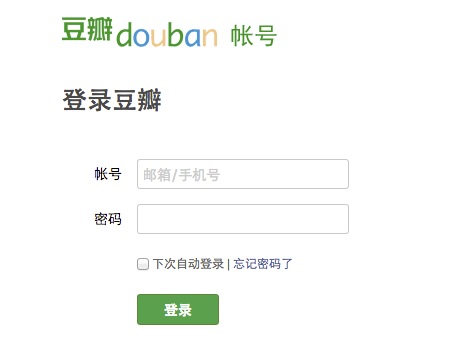 豆瓣douban 帐号
登录豆瓣
帐号 邮箱/手机号
密码
下次自动登录 | 忘记密码了
登录